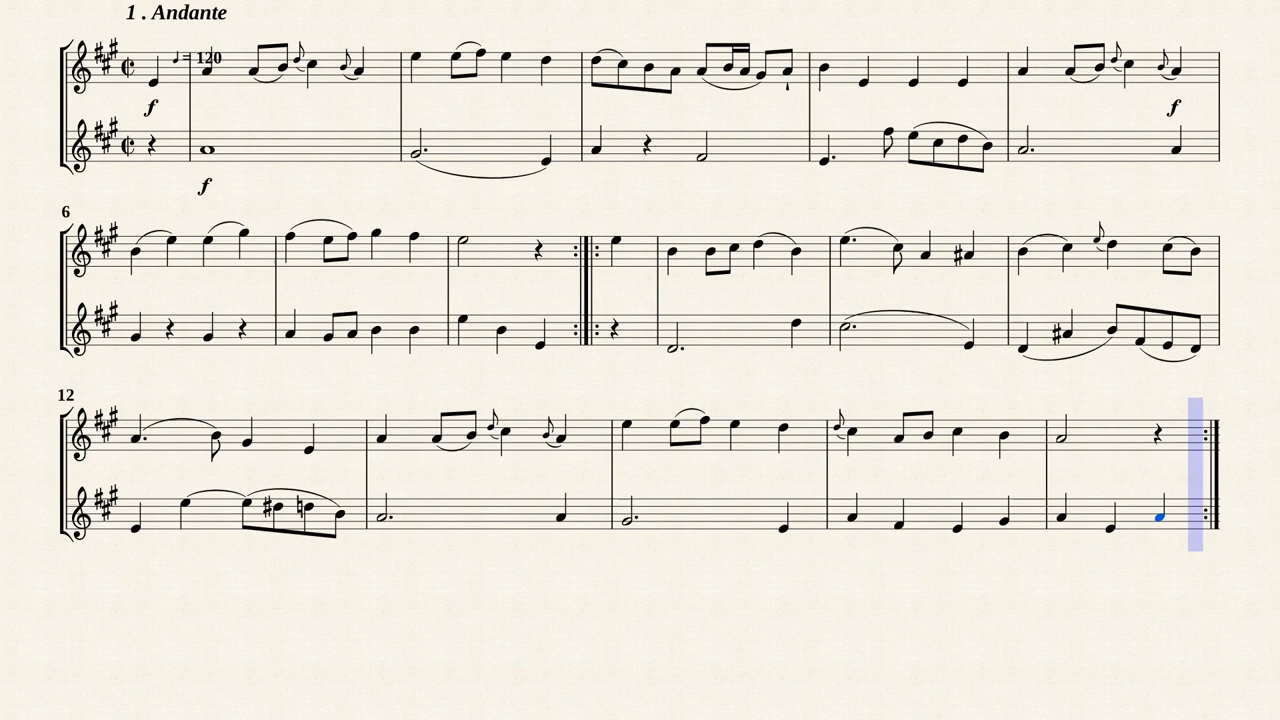 1 . Andante
𝅗𝅥 = 120
f
f
f
6
12